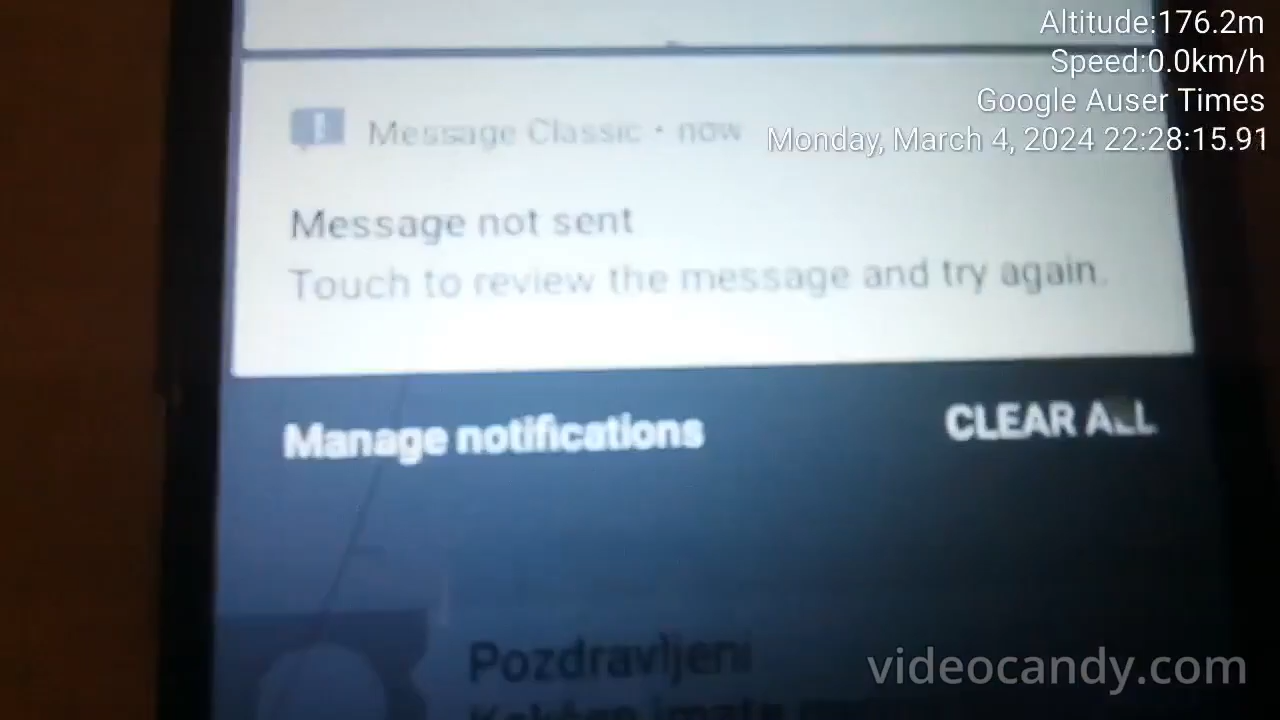 Altitude:176.2m
Speed:0.0km/h
Google Auser Times
Monday, March 4, 2024 22:28:15.91
Message Classic • now
Message not sent
Touch to review the message and try again.
Manage notifications
CLEAR ALL
Pozdravljeni
imate
videocandy.com